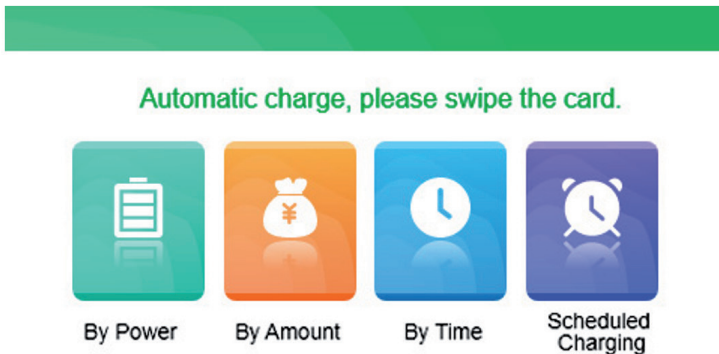 Automatic charge, please swipe the card.
¥
By Power
By Amount
By Time
Scheduled
Charging